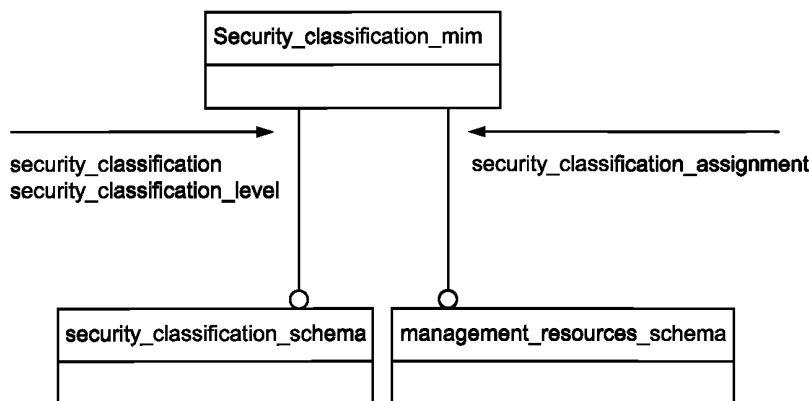 Security_classification_mim
security_classification
security_classification_level
security_classification_assignment
security_classification_schema
management_resources_schema